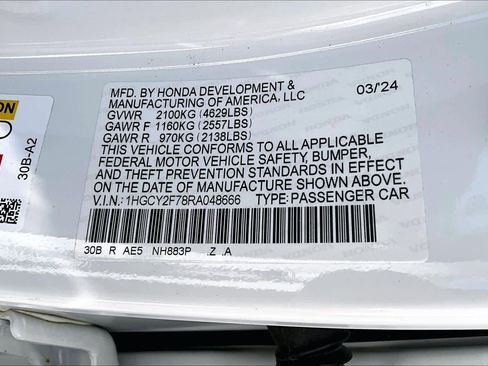 MFD. BY HONDA DEVELOPMENT &
MANUFACTURING OF AMERICA, LLC
03/24
GVWR 2100KG (4629LBS)
GAWR F 1160KG (2557LBS)
GAWR R 970KG (2138LBS)
THIS VEHICLE CONFORMS TO ALL APPLICABLE
FEDERAL MOTOR VEHICLE SAFETY, BUMPER,
AND THEFT PREVENTION STANDARDS IN EFFECT
ON THE DATE OF MANUFACTURE SHOWN ABOVE.
V.I.N.: 1HGCY2F78RA048666 TYPE: PASSENGER CAR
30B R AE5 NH883P .Z .A
30B-A2